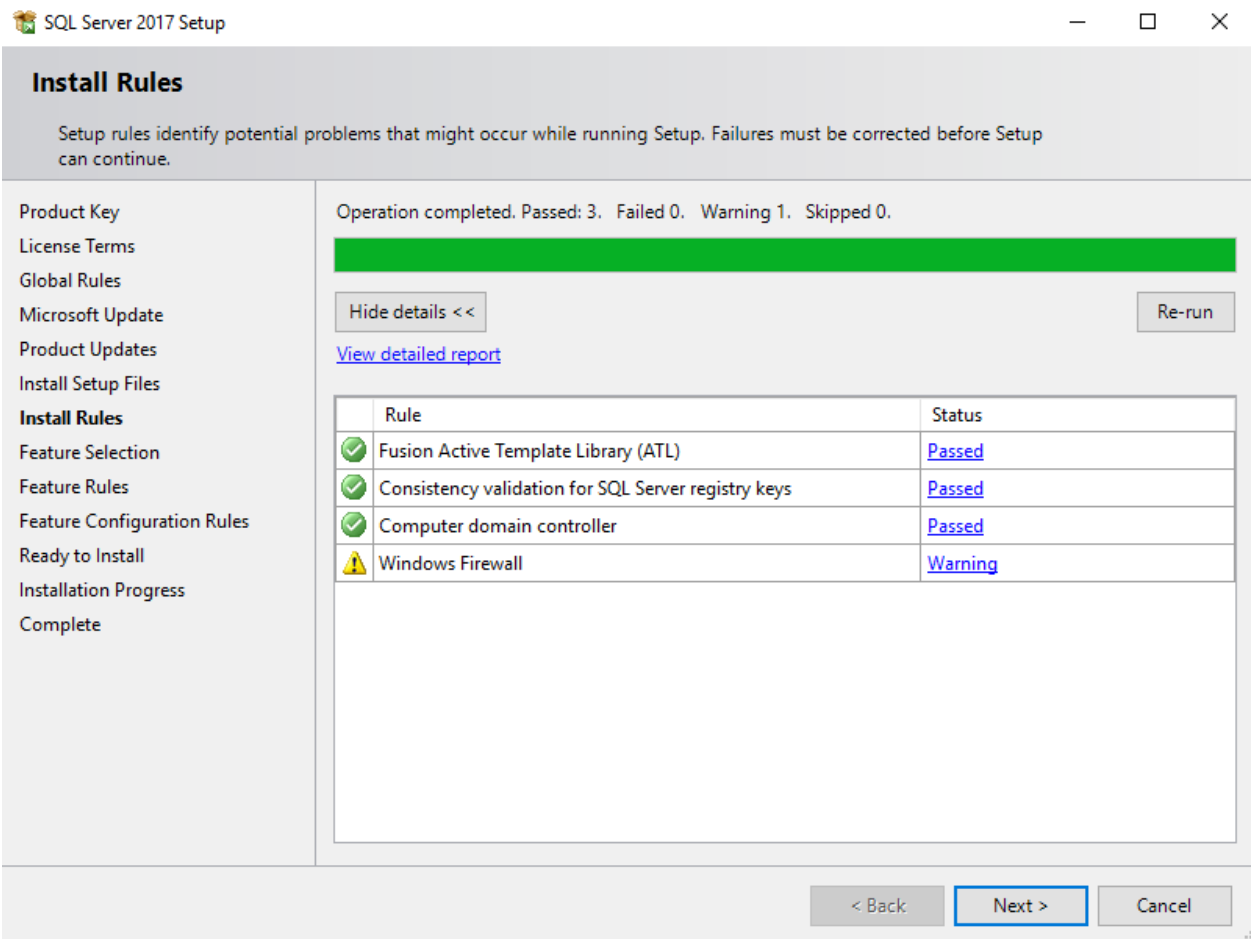 SQL Server 2017 Setup
Install Rules
Setup rules identify potential problems that might occur while running Setup. Failures must be corrected before Setup
can continue.
Product Key
License Terms
Global Rules
Microsoft Update
Product Updates
Install Setup Files
Install Rules
Feature Selection
Feature Rules
Feature Configuration Rules
Ready to Install
Installation Progress
Complete
Operation completed. Passed: 3.   Failed 0.   Warning 1.   Skipped 0.
Hide details <<
Re-run
View detailed report
Rule Status
Fusion Active Template Library (ATL) Passed
Consistency validation for SQL Server registry keys Passed
Computer domain controller Passed
Windows Firewall Warning
< Back Next > Cancel